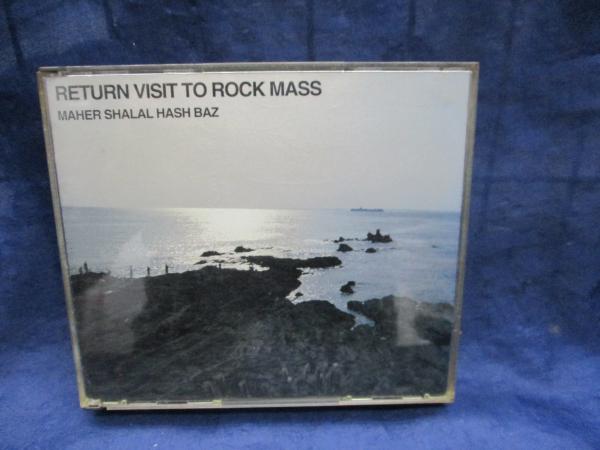 RETURN VISIT TO ROCK MASS
MAHER SHALAL HASH BAZ